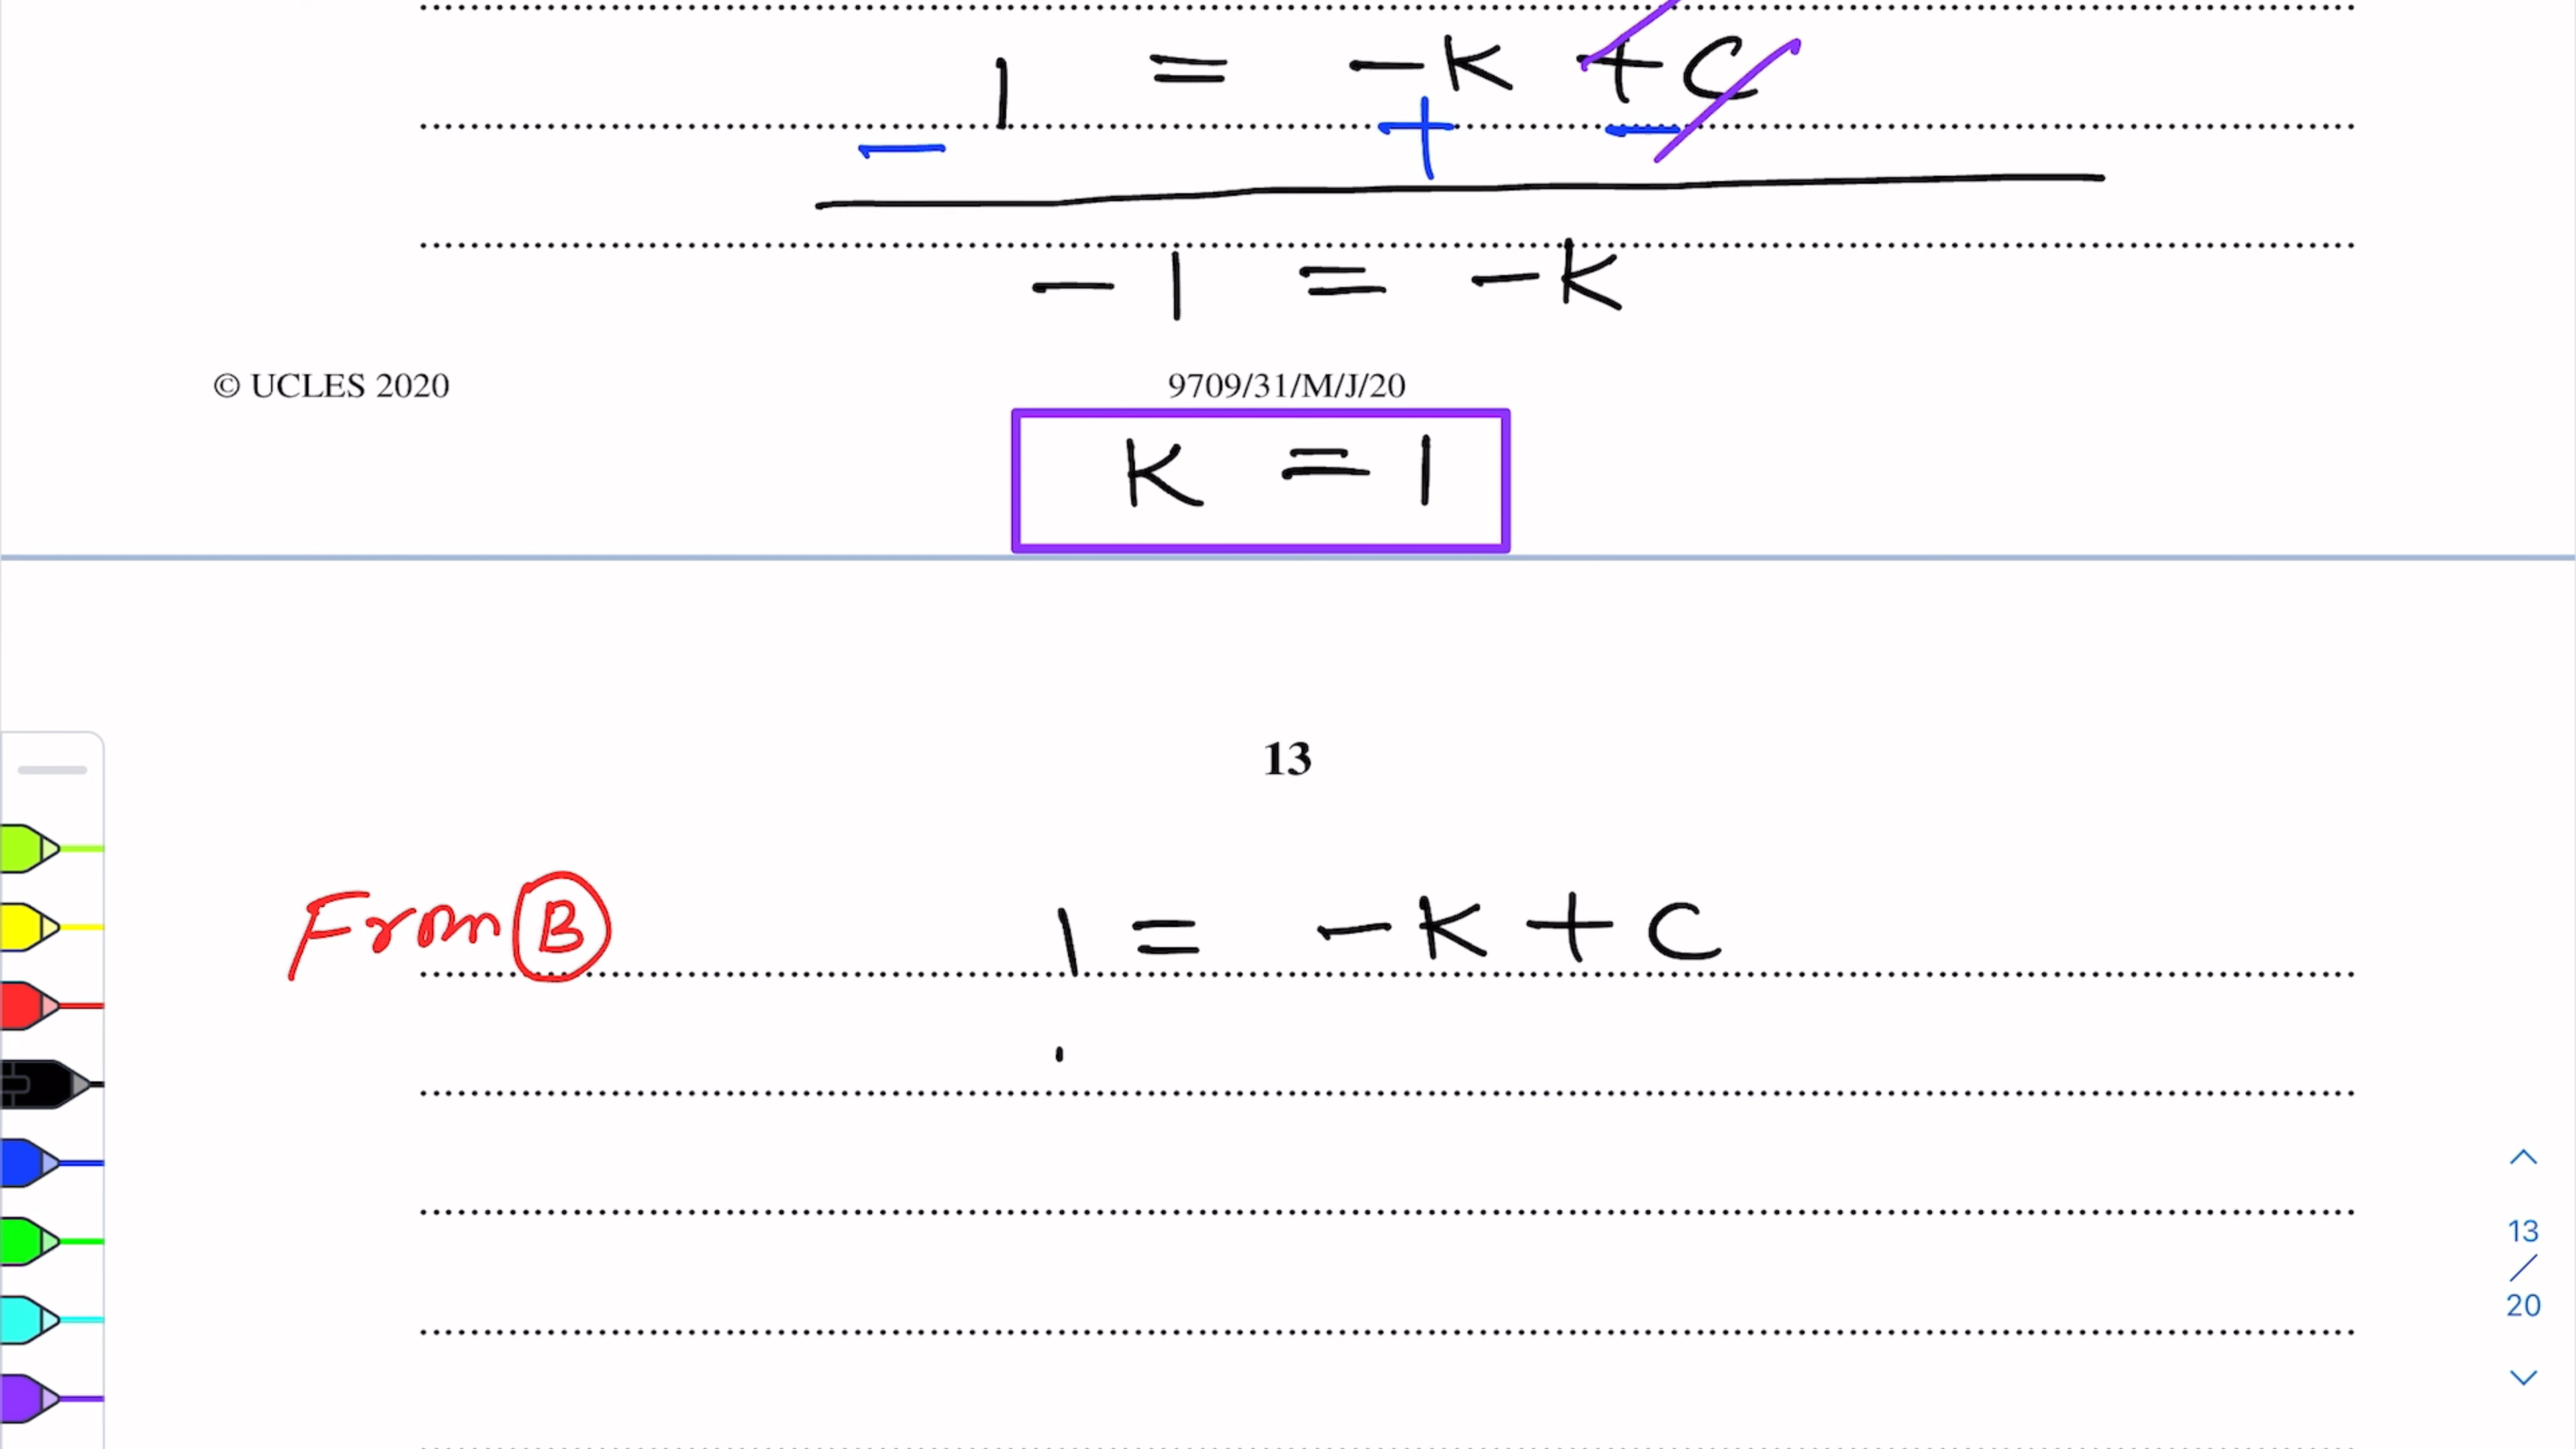 1 = -K + C
- + -
-1 = -K
© UCLES 2020 9709/31/M/J/20
K = 1
13
From B 1 = -K + C
13
/
20